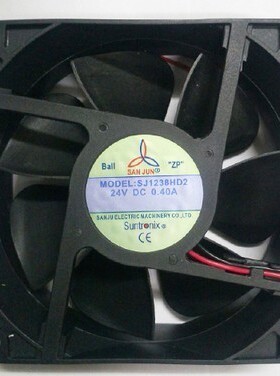 Ball "ZP"
SAN JUN®
MODEL:SJ1238HD2
24V DC 0.40A
SANJU ELECTRIC MACHINERY CO.,LTD
Suntronix®
CE